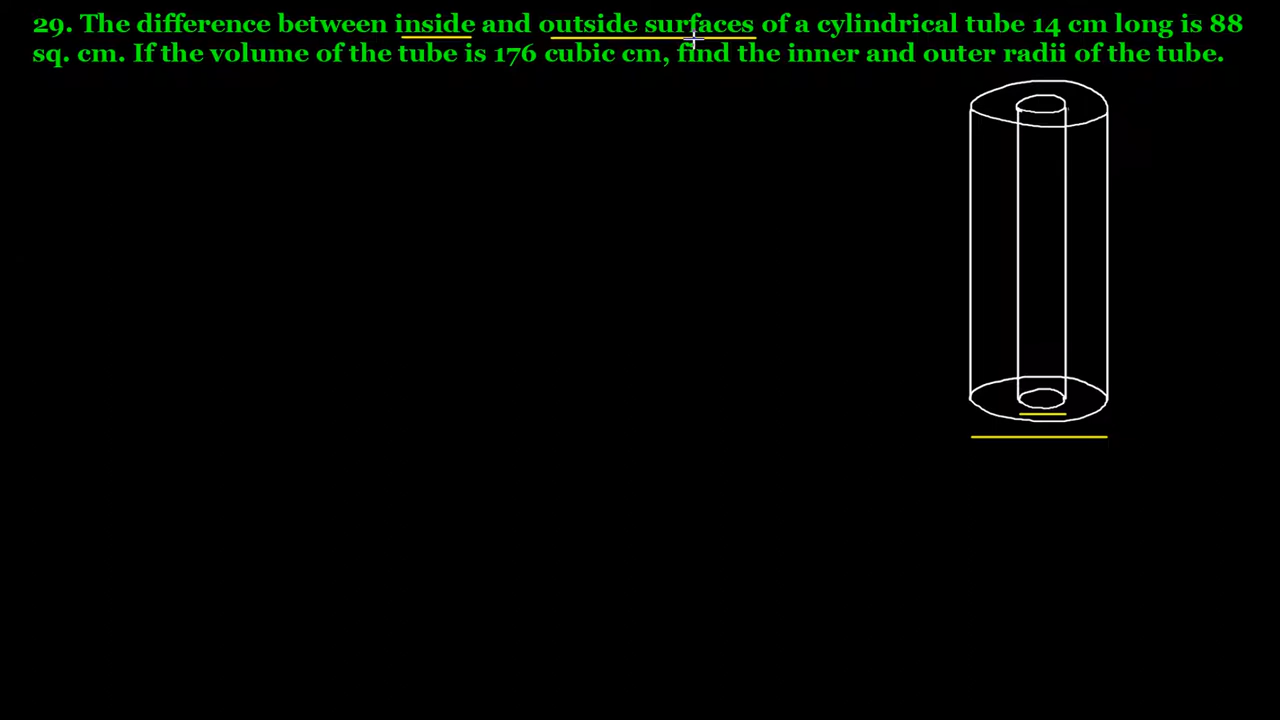 29. The difference between inside and outside surfaces of a cylindrical tube 14 cm long is 88
sq. cm. If the volume of the tube is 176 cubic cm, find the inner and outer radii of the tube.